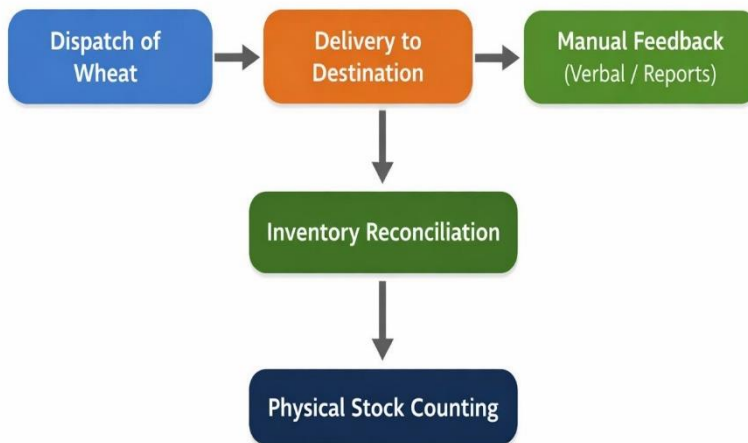 Dispatch of
Wheat
Delivery to
Destination
Manual Feedback
(Verbal / Reports)
Inventory Reconciliation
Physical Stock Counting